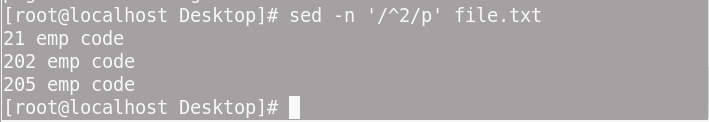 [root@localhost Desktop]# sed -n '/^2/p' file.txt
21 emp code
202 emp code
205 emp code
[root@localhost Desktop]#